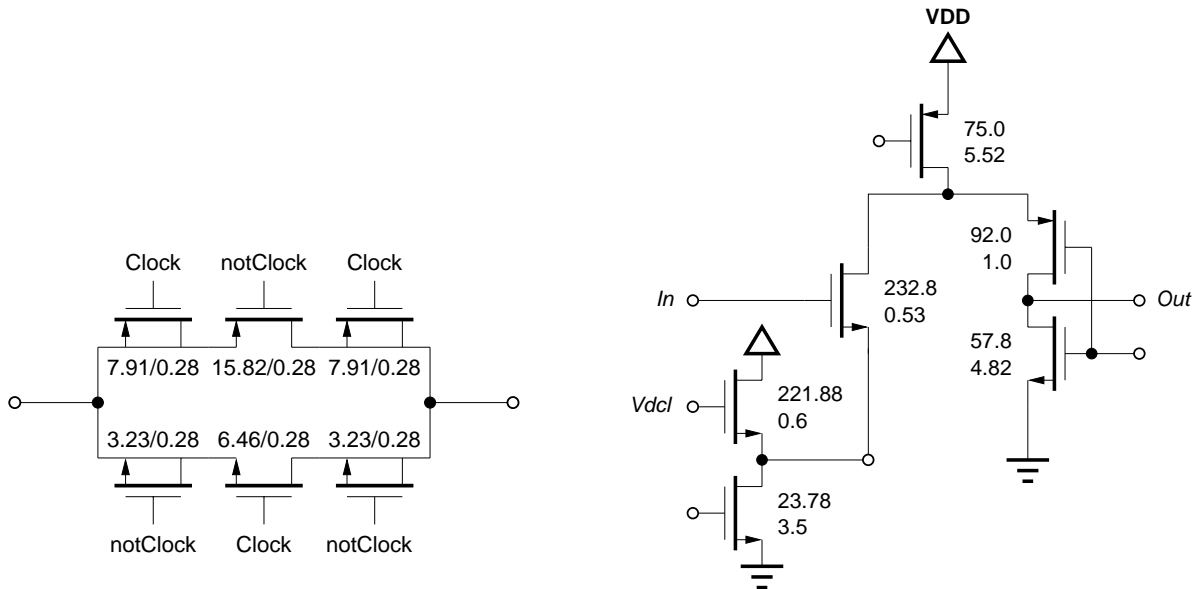 Clock notClock Clock
7.91/0.28 15.82/0.28 7.91/0.28
3.23/0.28 6.46/0.28 3.23/0.28
notClock Clock notClock
VDD
75.0
5.52
92.0
1.0
In
232.8
0.53
Out
57.8
4.82
Vdcl
221.88
0.6
23.78
3.5